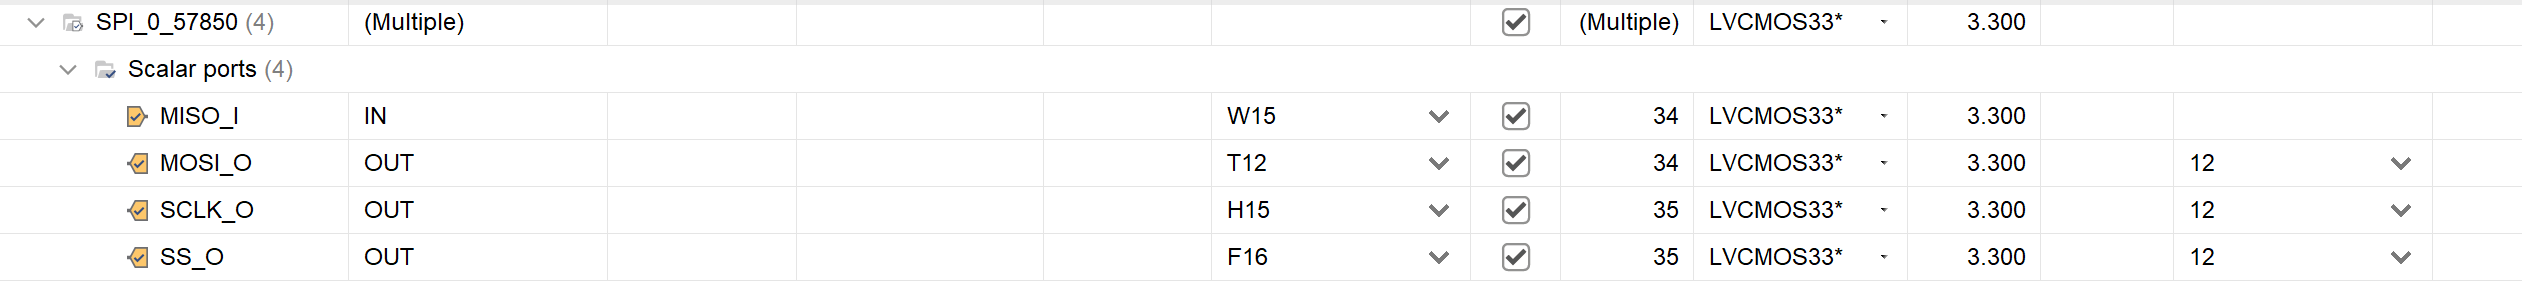 SPI_0_57850 (4) (Multiple) (Multiple) LVCMOS33* 3.300
Scalar ports (4)
MISO_I IN W15 34 LVCMOS33* 3.300
MOSI_O OUT T12 34 LVCMOS33* 3.300 12
SCLK_O OUT H15 35 LVCMOS33* 3.300 12
SS_O OUT F16 35 LVCMOS33* 3.300 12